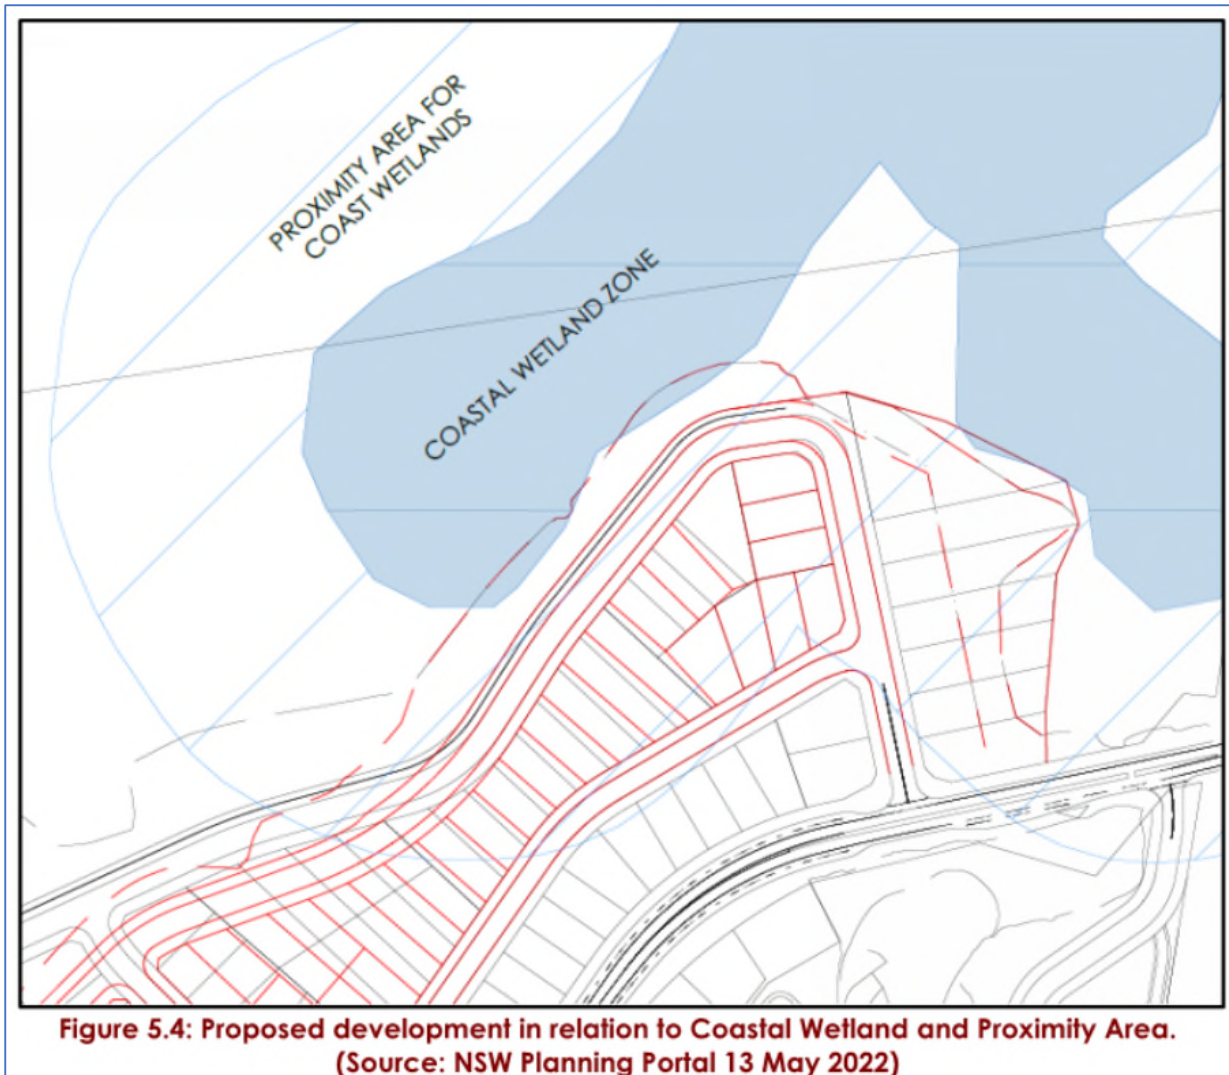 PROXIMITY AREA FOR
COAST WETLANDS
COASTAL WETLAND ZONE
Figure 5.4: Proposed development in relation to Coastal Wetland and Proximity Area.
(Source: NSW Planning Portal 13 May 2022)